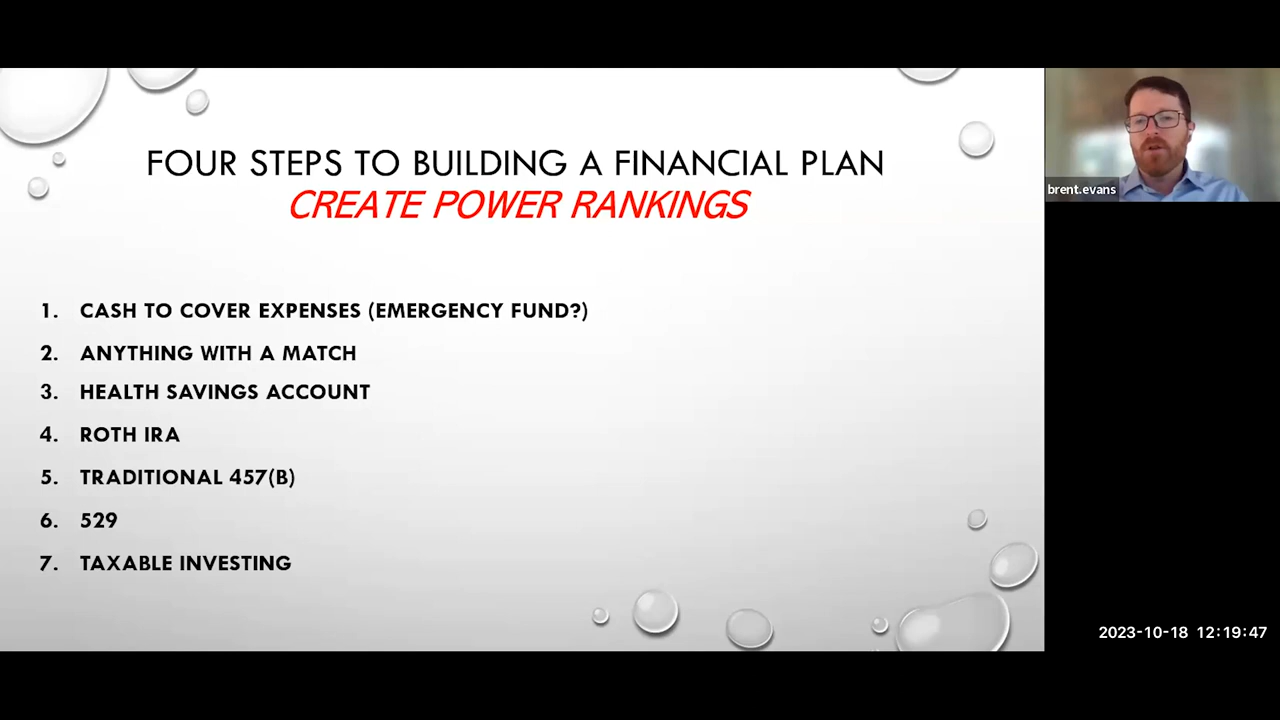 FOUR STEPS TO BUILDING A FINANCIAL PLAN
CREATE POWER RANKINGS
1. CASH TO COVER EXPENSES (EMERGENCY FUND?)
2. ANYTHING WITH A MATCH
3. HEALTH SAVINGS ACCOUNT
4. ROTH IRA
5. TRADITIONAL 457(B)
6. 529
7. TAXABLE INVESTING
brent.evans
2023-10-18 12:19:47